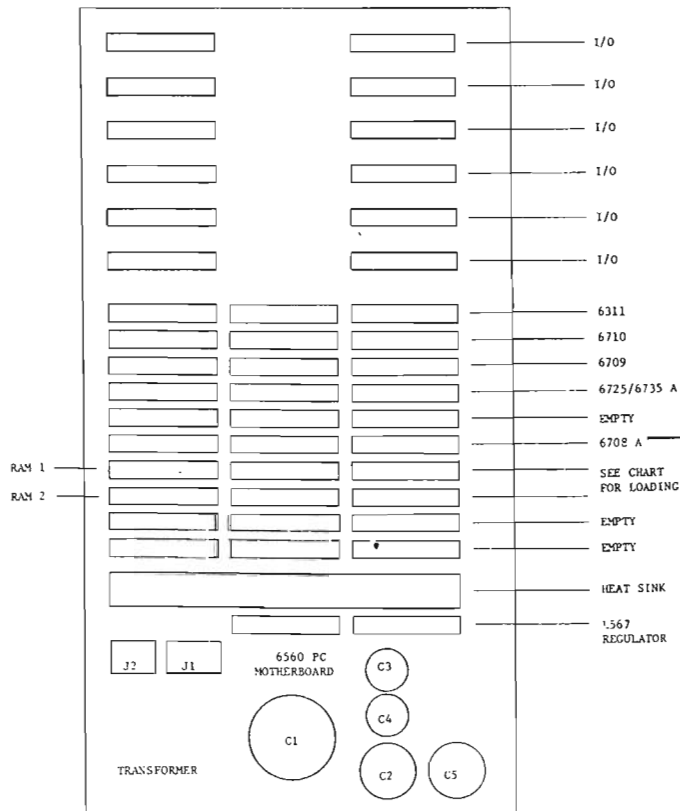 I/O
I/O
I/O
I/O
I/O
I/O
6311
6710
6709
6725/6735 A
EMPTY
6708 A
RAM 1
SEE CHART
FOR LOADING
RAM 2
EMPTY
EMPTY
HEAT SINK
REGULATOR
J2
J1
6560 PC
MOTHERBOARD
C3
C4
C1
C2
C5
TRANSFORMER